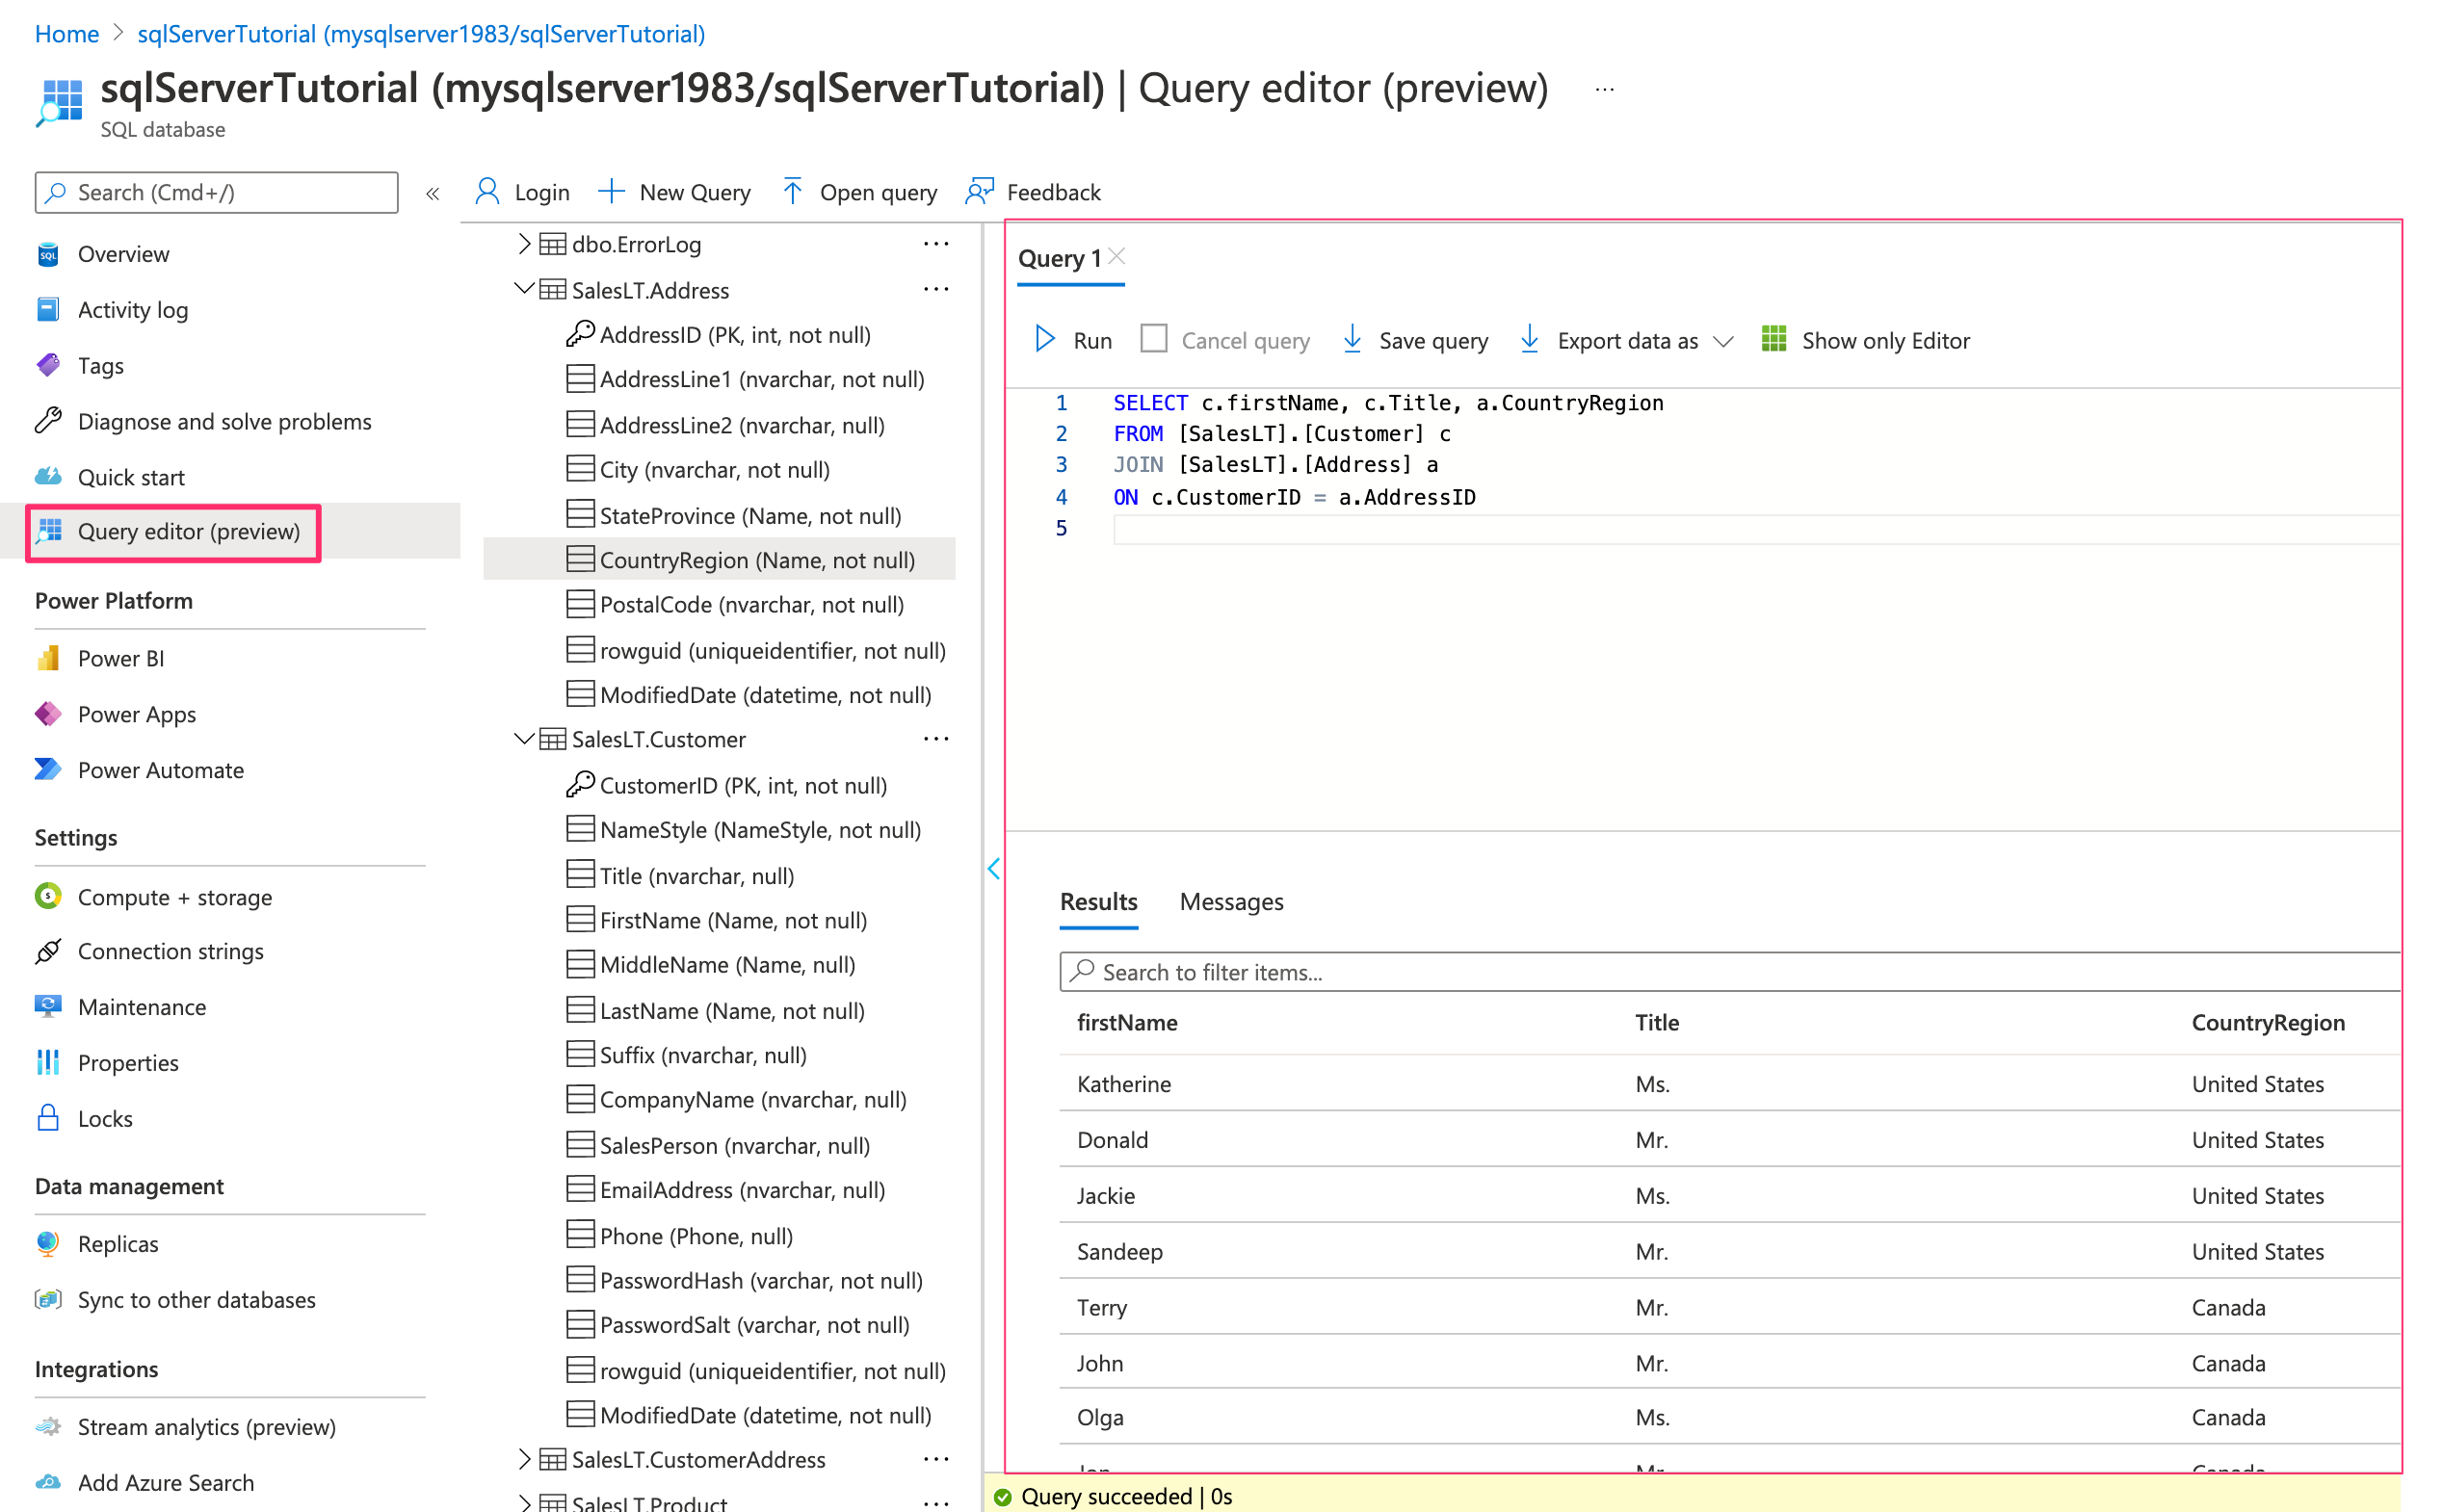 Home > sqlServerTutorial (mysqlserver1983/sqlServerTutorial)
sqlServerTutorial (mysqlserver1983/sqlServerTutorial) | Query editor (preview) ...
SQL database
Search (Cmd+/)
«
Overview
Activity log
Tags
Diagnose and solve problems
Quick start
Query editor (preview)
Power Platform
Power BI
Power Apps
Power Automate
Settings
Compute + storage
Connection strings
Maintenance
Properties
Locks
Data management
Replicas
Sync to other databases
Integrations
Stream analytics (preview)
Add Azure Search
Login
New Query
Open query
Feedback
dbo.ErrorLog ...
SalesLT.Address ...
AddressID (PK, int, not null)
AddressLine1 (nvarchar, not null)
AddressLine2 (nvarchar, null)
City (nvarchar, not null)
StateProvince (Name, not null)
CountryRegion (Name, not null)
PostalCode (nvarchar, not null)
rowguid (uniqueidentifier, not null)
ModifiedDate (datetime, not null)
SalesLT.Customer ...
CustomerID (PK, int, not null)
NameStyle (NameStyle, not null)
Title (nvarchar, null)
FirstName (Name, not null)
MiddleName (Name, null)
LastName (Name, not null)
Suffix (nvarchar, null)
CompanyName (nvarchar, null)
SalesPerson (nvarchar, null)
EmailAddress (nvarchar, null)
Phone (Phone, null)
PasswordHash (varchar, not null)
PasswordSalt (varchar, not null)
rowguid (uniqueidentifier, not null)
ModifiedDate (datetime, not null)
SalesLT.CustomerAddress ...
SalesLT.Product ...
Query 1
Run
Cancel query
Save query
Export data as
Show only Editor
1 SELECT c.firstName, c.Title, a.CountryRegion
2 FROM [SalesLT].[Customer] c
3 JOIN [SalesLT].[Address] a
4 ON c.CustomerID = a.AddressID
5
Results Messages
Search to filter items...
firstName Title CountryRegion
Katherine Ms. United States
Donald Mr. United States
Jackie Ms. United States
Sandeep Mr. United States
Terry Mr. Canada
John Mr. Canada
Olga Ms. Canada
Query succeeded | 0s